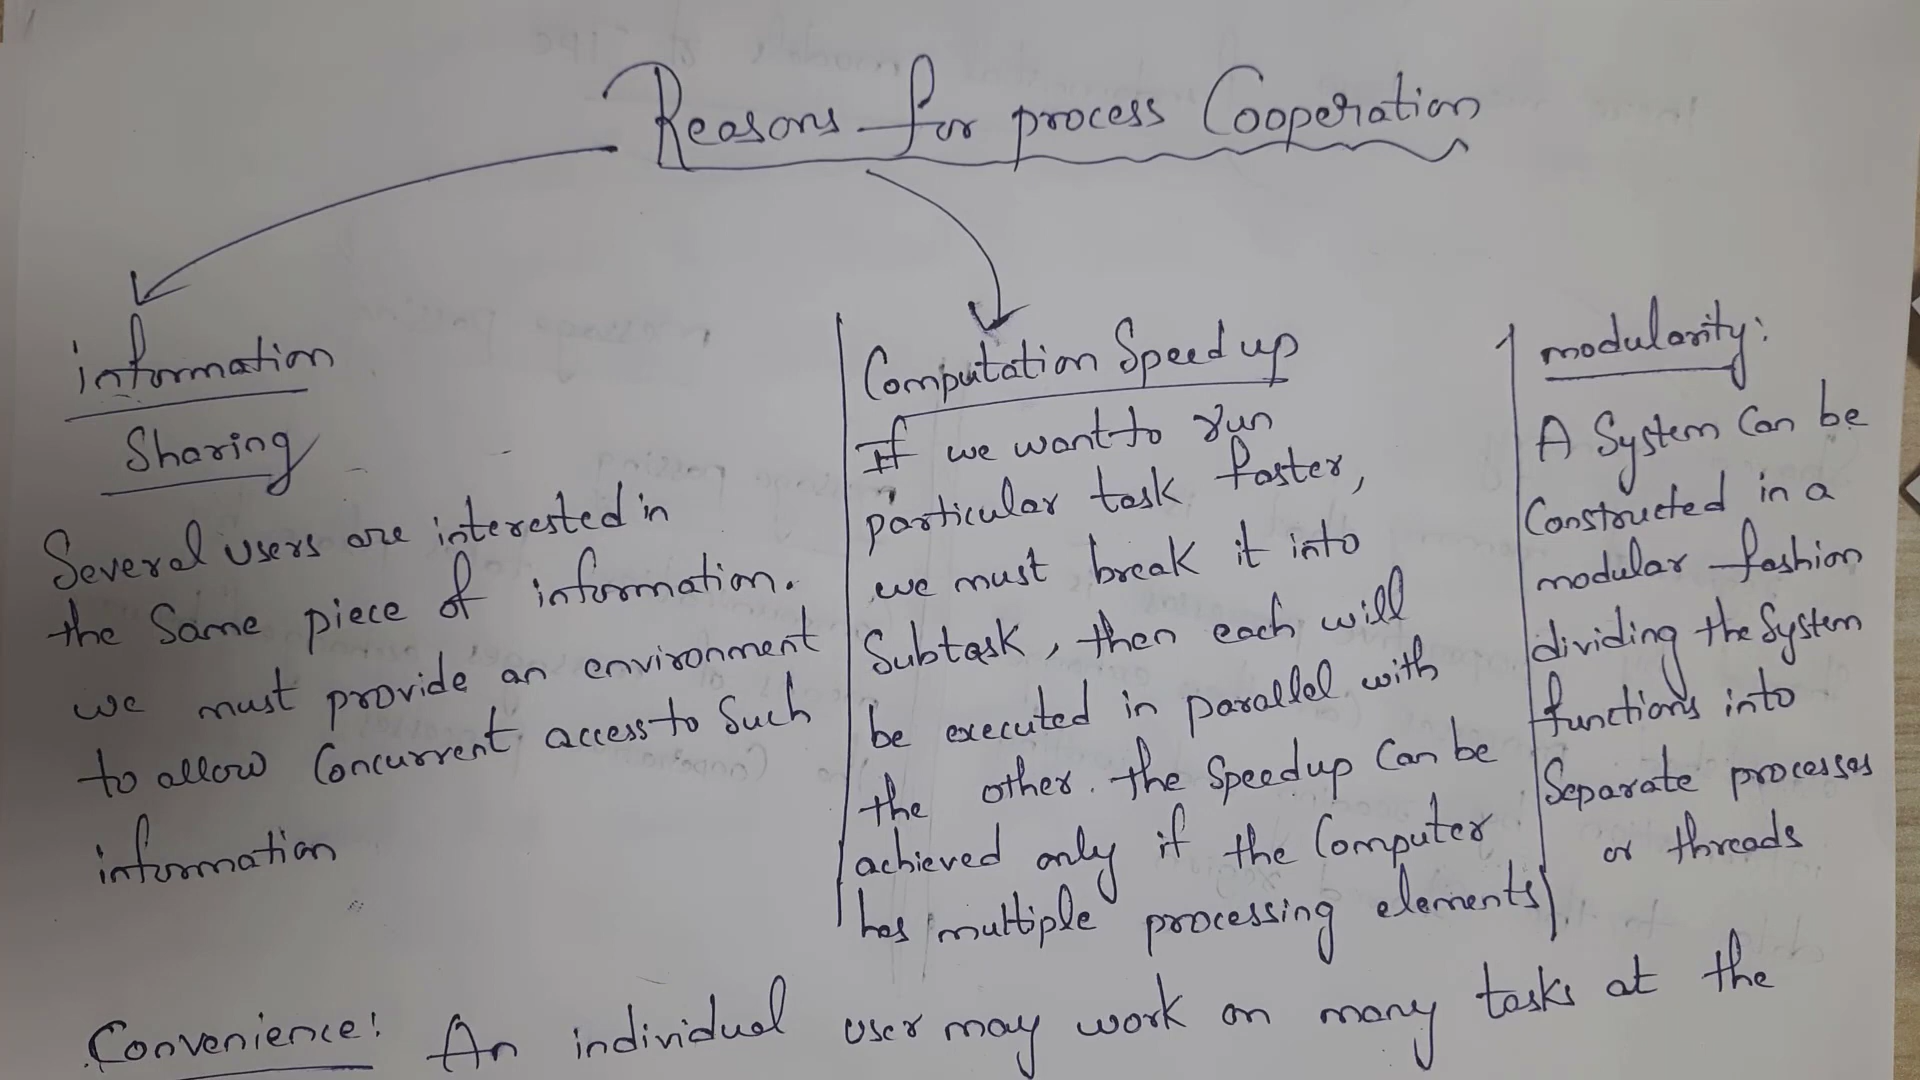 Reasons for process Cooperation
information
Sharing
Several users are interested in
the Same piece of information.
we must provide an environment
to allow Concurrent access to Such
information
Computation Speed up
If we want to run
particular task faster,
we must break it into
Subtask, then each will
be executed in parallel with
the other. the Speedup Can be
achieved only if the Computer
has multiple processing elements
modularity:
A System Can be
Constructed in a
modular fashion
dividing the System
functions into
Separate processes
or threads
Convenience: An individual user may work on many tasks at the